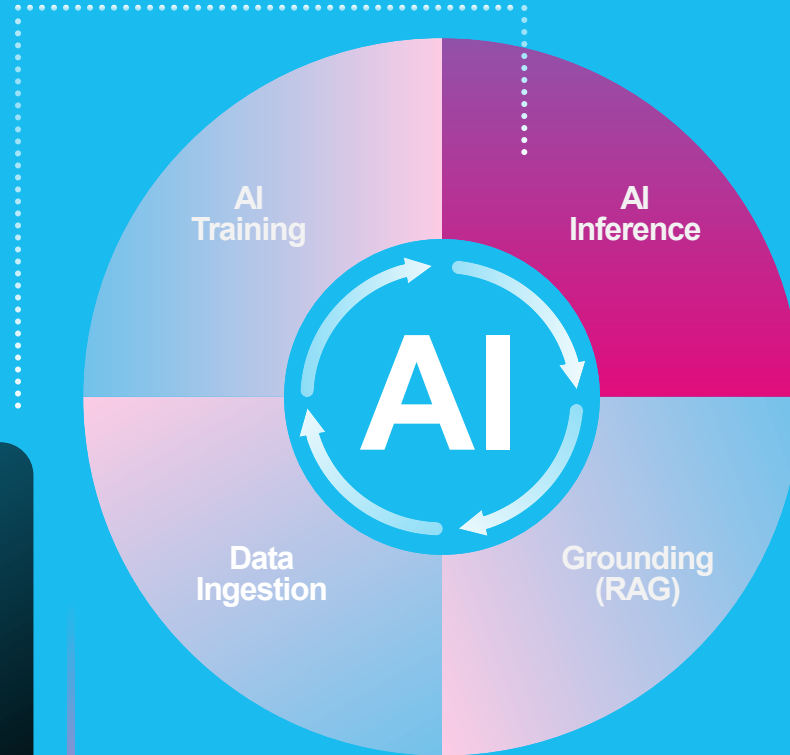 AI
Training
AI
Inference
AI
Data
Ingestion
Grounding
(RAG)